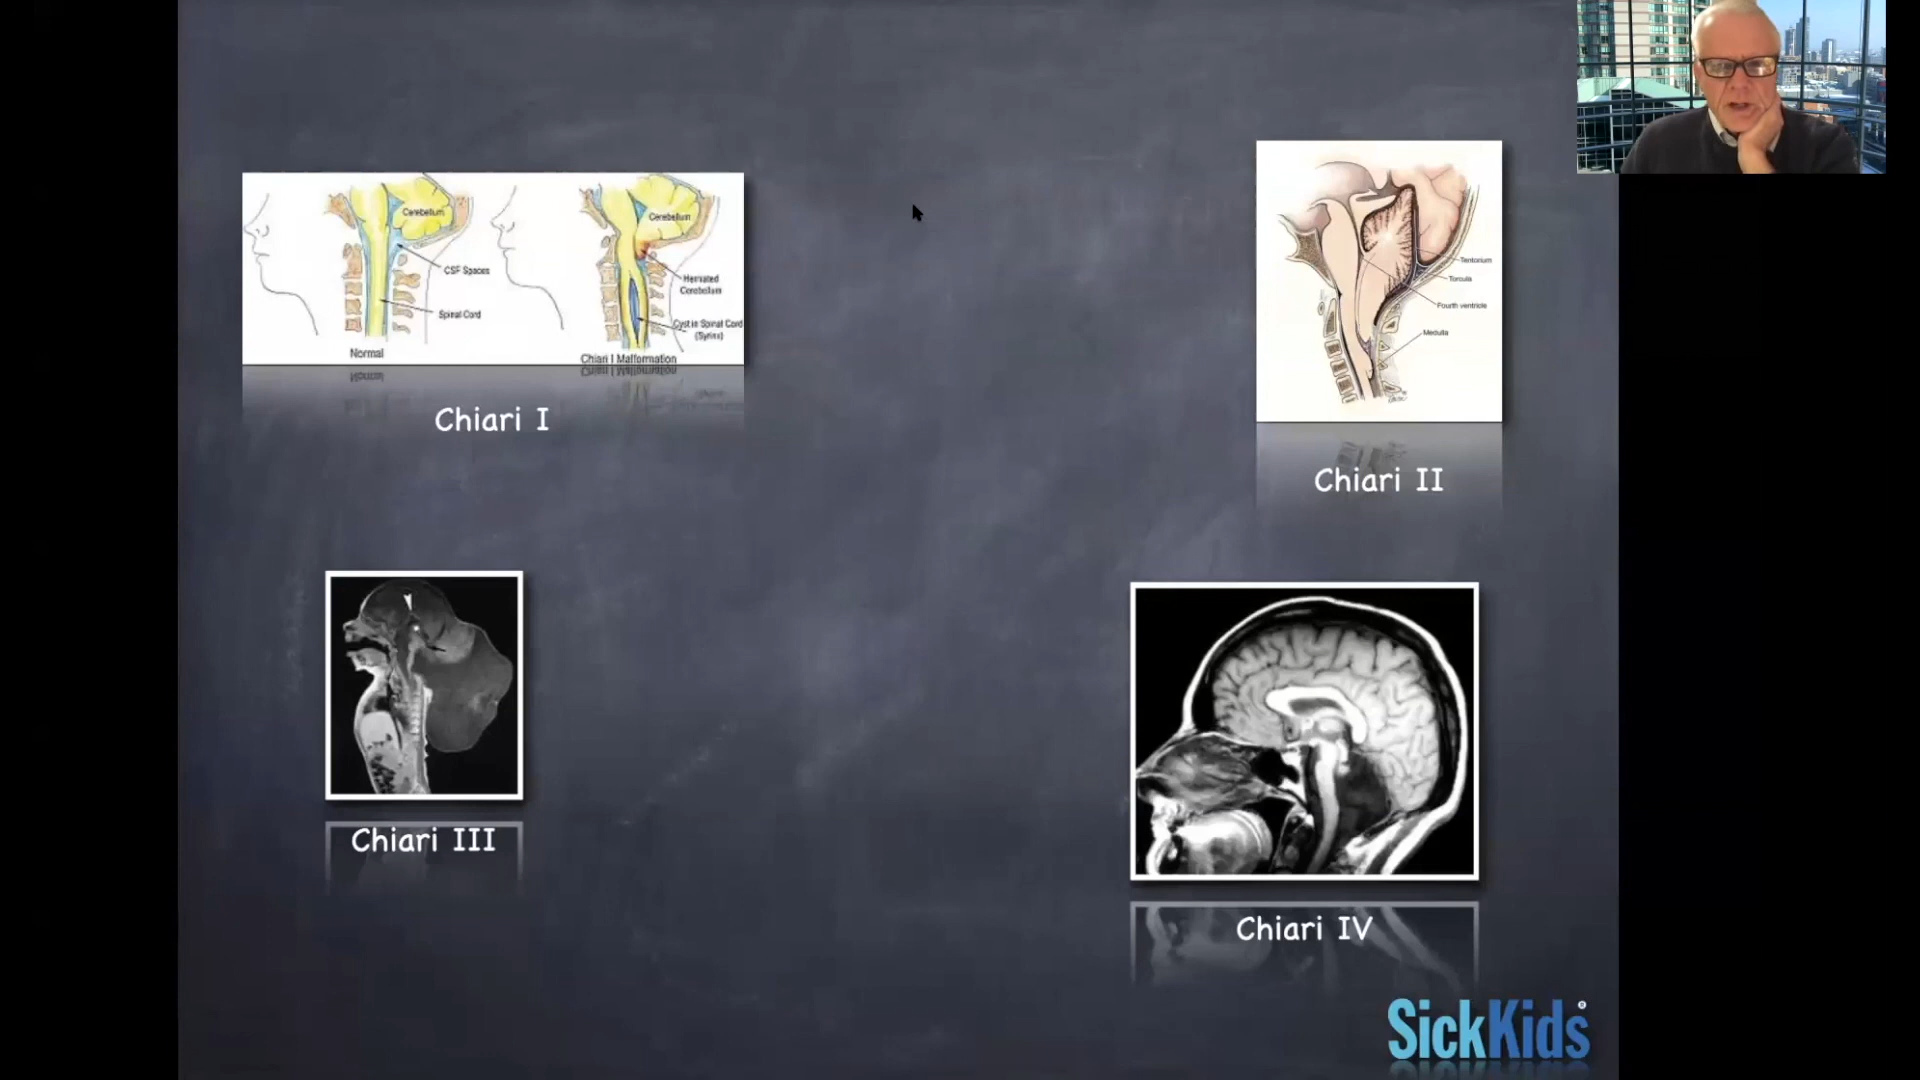 Cerebellum
CSF Spaces
Spinal Cord
Normal
Cerebellum
Herniated
Cerebellum
Cyst in Spinal Cord
(Syrinx)
Chiari I Malformation
Chiari I
Tentorium
Torcula
Fourth ventricle
Medulla
Chiari II
Chiari III
Chiari IV
SickKids®